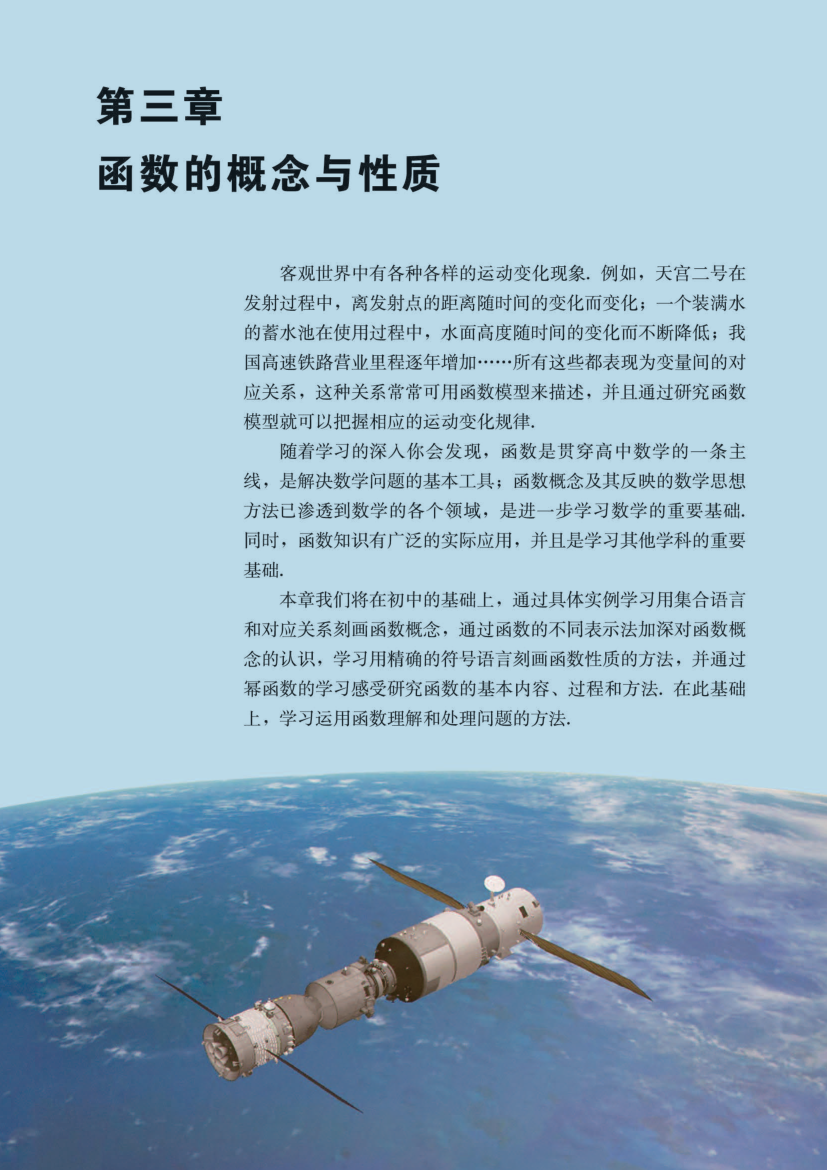 第三章
函数的概念与性质
客观世界中有各种各样的运动变化现象. 例如，天宫二号在
发射过程中，离发射点的距离随时间的变化而变化；一个装满水
的蓄水池在使用过程中，水面高度随时间的变化而不断降低；我
国高速铁路营业里程逐年增加……所有这些都表现为变量间的对
应关系，这种关系常常可用函数模型来描述，并且通过研究函数
模型就可以把握相应的运动变化规律.
随着学习的深入你会发现，函数是贯穿高中数学的一条主
线，是解决数学问题的基本工具；函数概念及其反映的数学思想
方法已渗透到数学的各个领域，是进一步学习数学的重要基础.
同时，函数知识有广泛的实际应用，并且是学习其他学科的重要
基础.
本章我们将在初中的基础上，通过具体实例学习用集合语言
和对应关系刻画函数概念，通过函数的不同表示法加深对函数概
念的认识，学习用精确的符号语言刻画函数性质的方法，并通过
幂函数的学习感受研究函数的基本内容、过程和方法. 在此基础
上，学习运用函数理解和处理问题的方法.